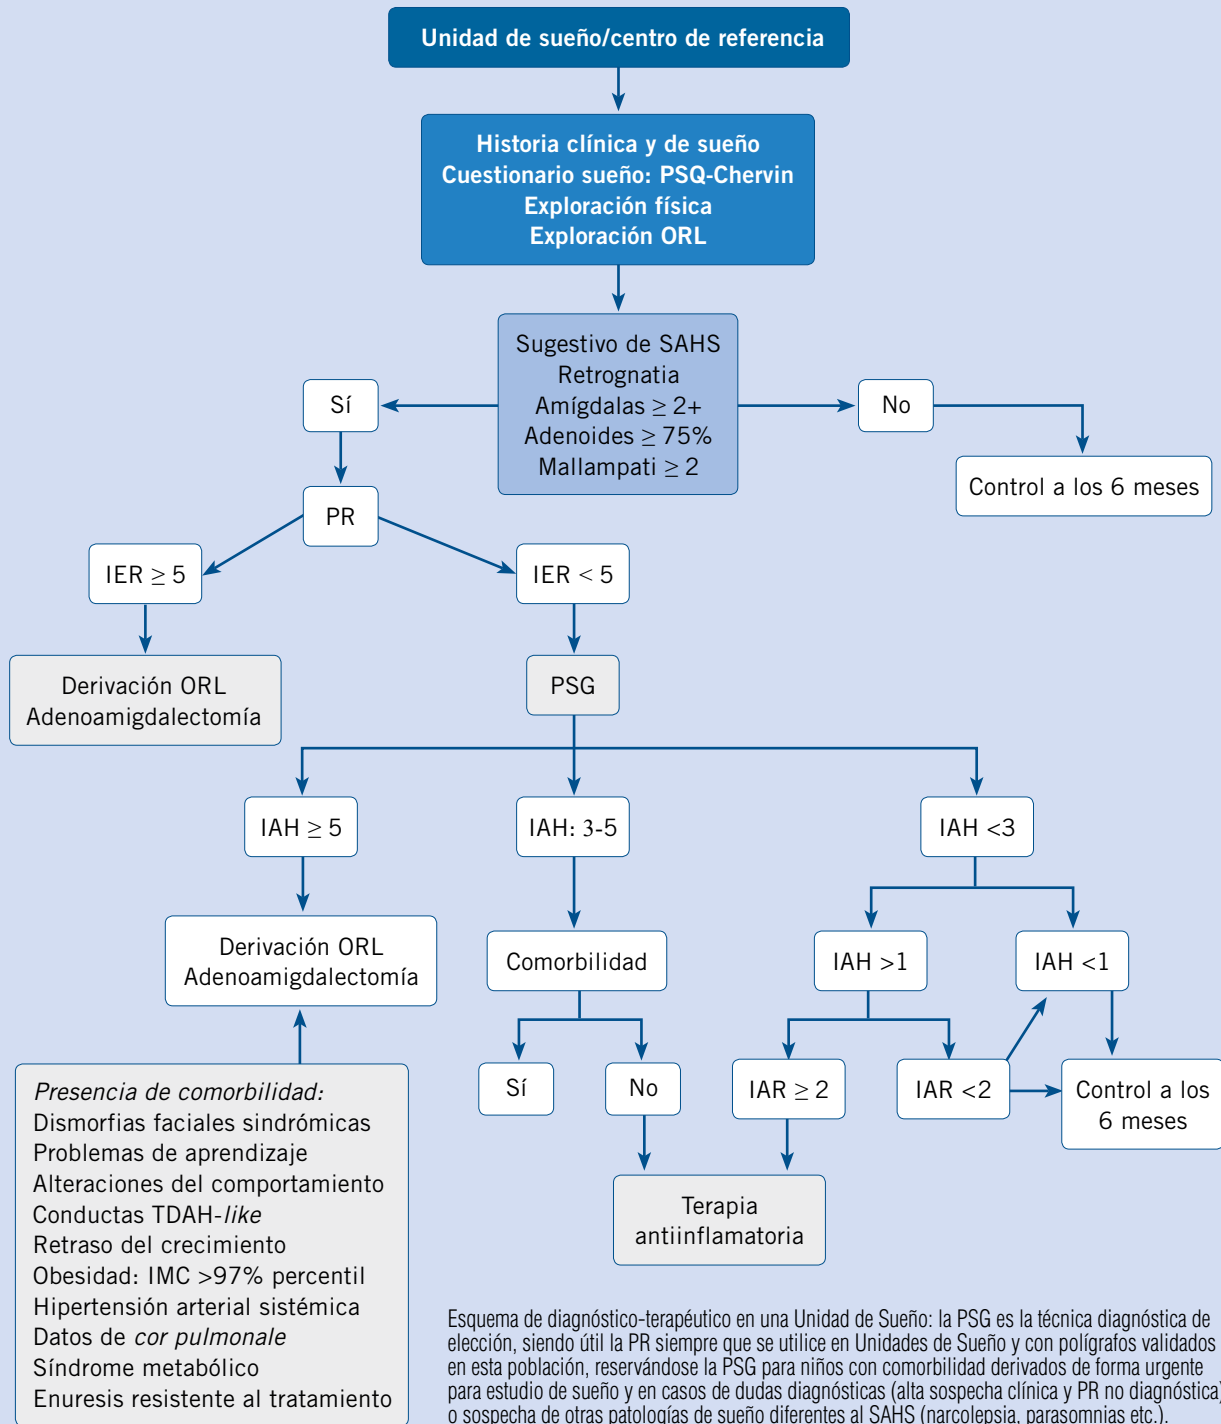 Unidad de sueño/centro de referencia
Historia clínica y de sueño
Cuestionario sueño: PSQ-Chervin
Exploración física
Exploración ORL
Sugestivo de SAHS
Retrognatia
Amígdalas ≥ 2+
Adenoides ≥ 75%
Mallampati ≥ 2
Sí
No
Control a los 6 meses
PR
IER ≥ 5
IER < 5
Derivación ORL
Adenoamigdalectomía
PSG
IAH ≥ 5
IAH: 3-5
IAH <3
Derivación ORL
Adenoamigdalectomía
Comorbilidad
IAH >1
IAH <1
Sí
No
IAR ≥ 2
IAR <2
Control a los
6 meses
Terapia
antiinflamatoria
Presencia de comorbilidad:
Dismorfias faciales sindrómicas
Problemas de aprendizaje
Alteraciones del comportamiento
Conductas TDAH-like
Retraso del crecimiento
Obesidad: IMC >97% percentil
Hipertensión arterial sistémica
Datos de cor pulmonale
Síndrome metabólico
Enuresis resistente al tratamiento
Esquema de diagnóstico-terapéutico en una Unidad de Sueño: la PSG es la técnica diagnóstica de
elección, siendo útil la PR siempre que se utilice en Unidades de Sueño y con polígrafos validados
en esta población, reservándose la PSG para niños con comorbilidad derivados de forma urgente
para estudio de sueño y en casos de dudas diagnósticas (alta sospecha clínica y PR no diagnóstica)
o sospecha de otras patologías de sueño diferentes al SAHS (narcolepsia, parasomnias etc.).